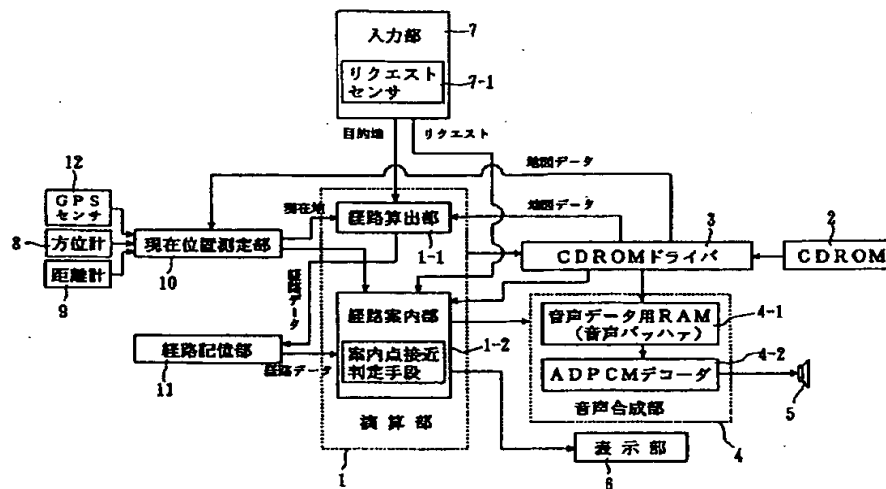 入力部
7
リクエスト
センサ
7-1
目的地
リクエスト
地図データ
12
GPS
センサ
現在地
経路算出部
1-1
地図データ
3
2
8
方位計
現在位置測定部
10
CDROMドライバ
CDROM
距離計
9
経路データ
経路案内部
音声データ用RAM
(音声バッファ)
4-1
経路記憶部
11
経路データ
案内点接近
判定手段
1-2
ADPCMデコーダ
4-2
5
演算部
音声合成部
1
表示部
6
4